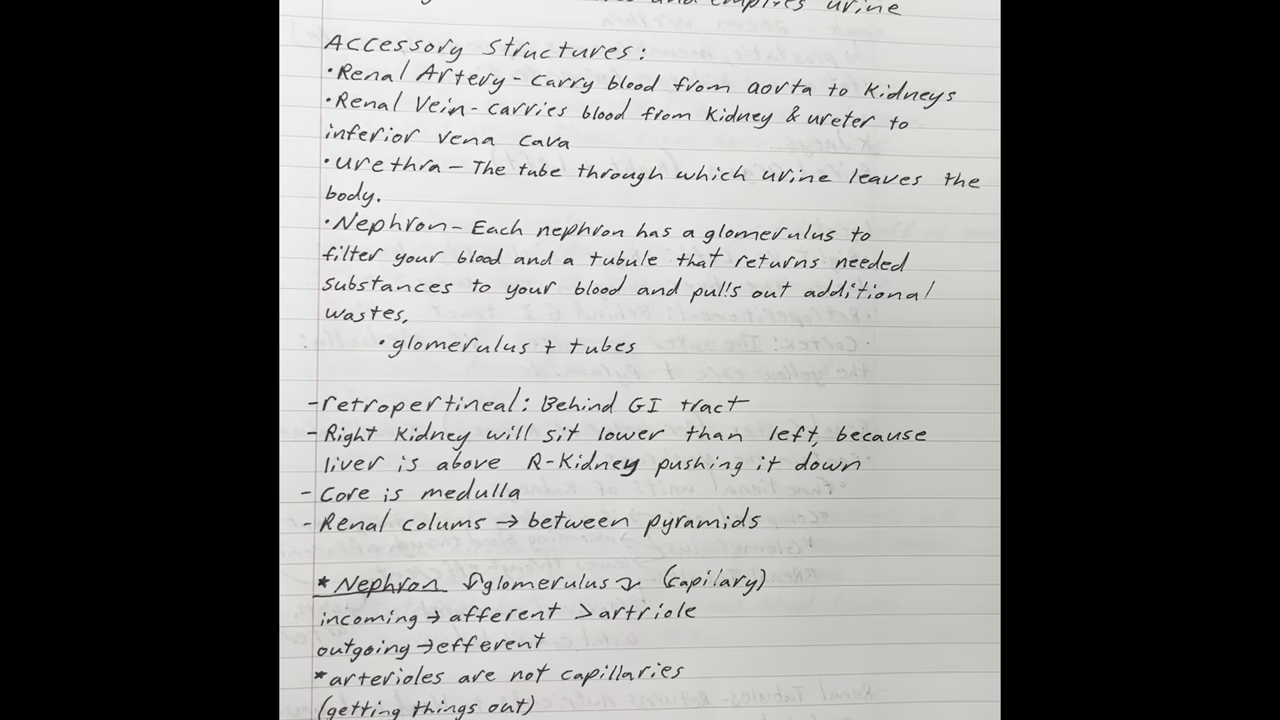 and empties urine
Accessory Structures:
• Renal Artery - Carry blood from aorta to Kidneys
• Renal Vein - carries blood from Kidney & ureter to
inferior vena cava
• urethra - The tube through which urine leaves the
body.
• Nephron - Each nephron has a glomerulus to
filter your blood and a tubule that returns needed
substances to your blood and pulls out additional
wastes,
• glomerulus + tubes
- retropertineal: Behind GI tract
- Right Kidney will sit lower than left, because
liver is above R-Kidney pushing it down
- Core is medulla
- Renal colums → between pyramids
* Nephron ↓glomerulus↘ (capilary)
incoming → afferent > artriole
outgoing → efferent
* arterioles are not capillaries
(getting things out)